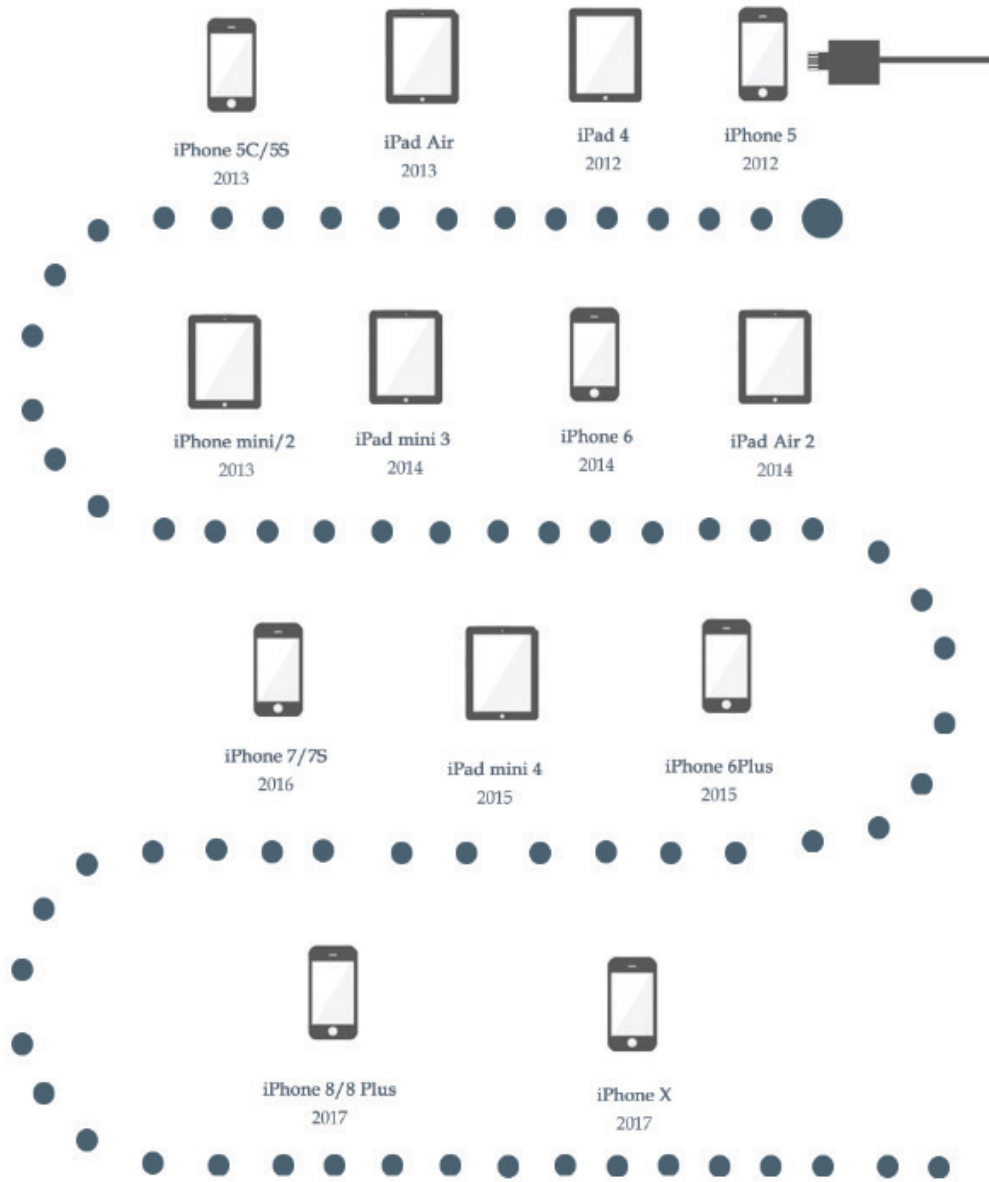 iPhone 5C/5S
2013
iPad Air
2013
iPad 4
2012
iPhone 5
2012
iPhone mini/2
2013
iPad mini 3
2014
iPhone 6
2014
iPad Air 2
2014
iPhone 7/7S
2016
iPad mini 4
2015
iPhone 6Plus
2015
iPhone 8/8 Plus
2017
iPhone X
2017